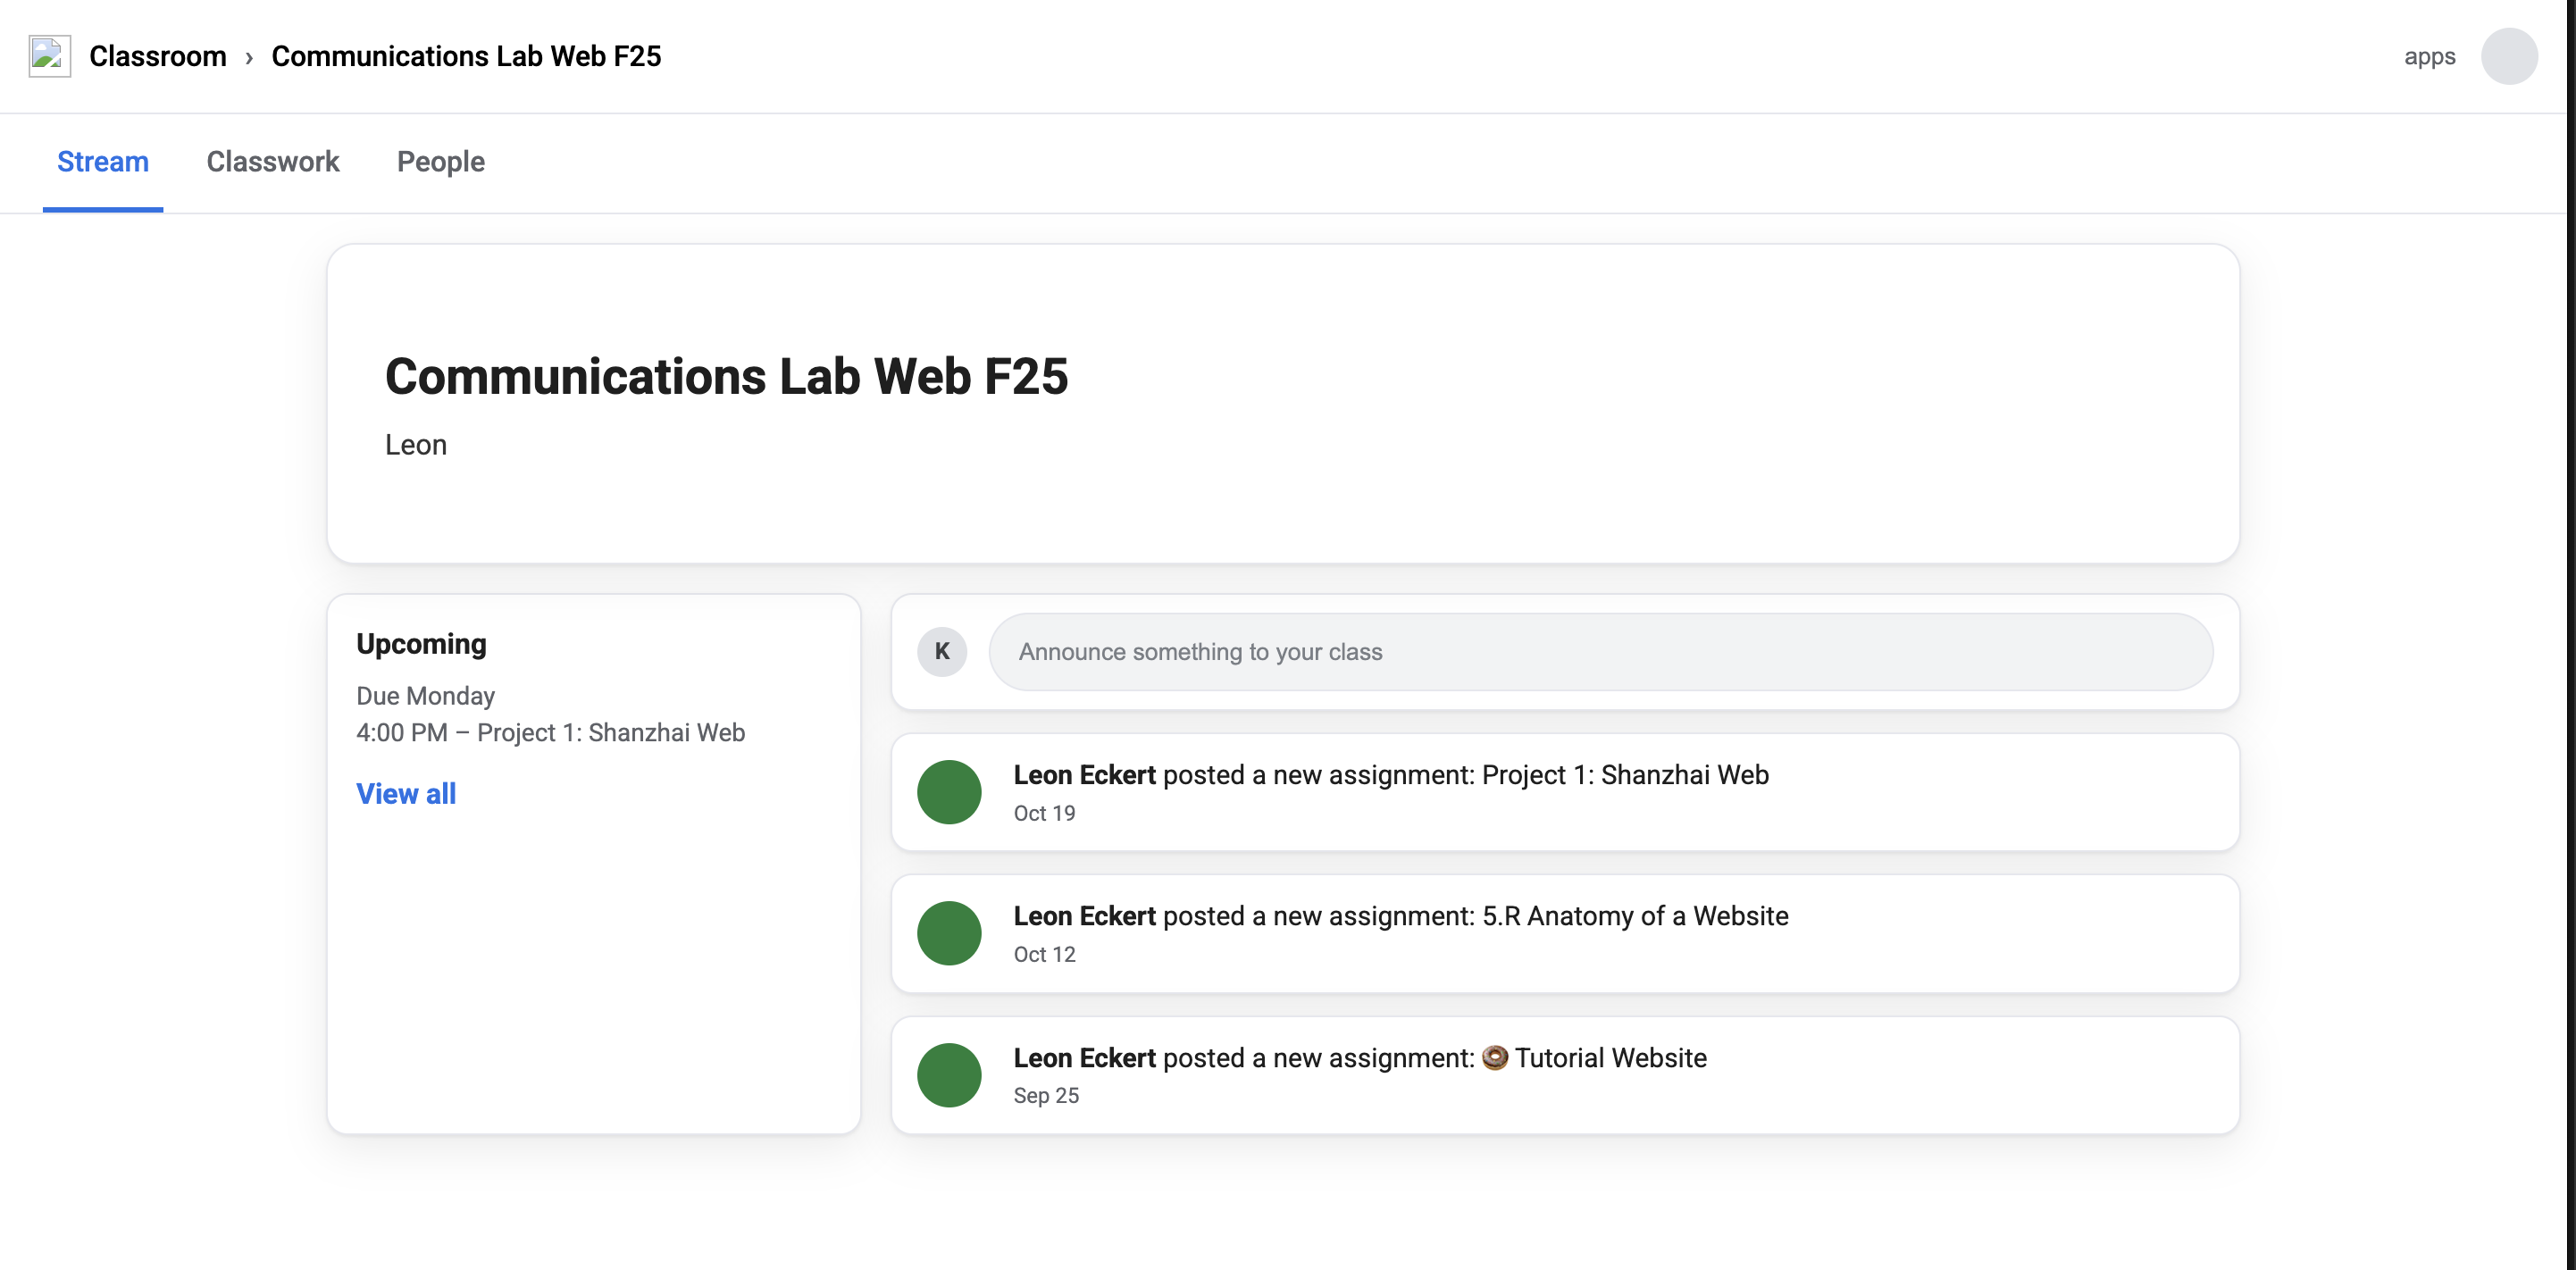 Classroom › Communications Lab Web F25
apps
Stream
Classwork
People
Communications Lab Web F25
Leon
Upcoming
Due Monday
4:00 PM – Project 1: Shanzhai Web
View all
K
Announce something to your class
Leon Eckert posted a new assignment: Project 1: Shanzhai Web
Oct 19
Leon Eckert posted a new assignment: 5.R Anatomy of a Website
Oct 12
Leon Eckert posted a new assignment: 🍩 Tutorial Website
Sep 25